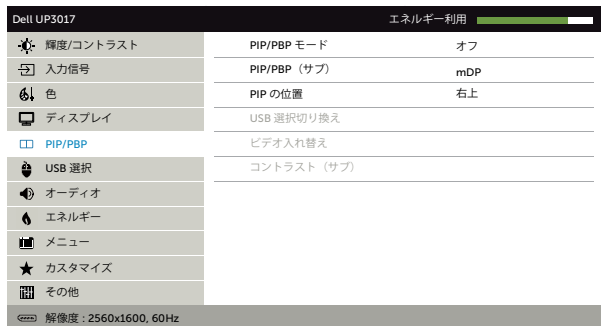 Dell UP3017 エネルギー利用
輝度/コントラスト PIP/PBP モード オフ
入力信号 PIP/PBP（サブ） mDP
色 PIP の位置 右上
ディスプレイ USB 選択切り換え
PIP/PBP ビデオ入れ替え
USB 選択 コントラスト（サブ）
オーディオ
エネルギー
メニュー
カスタマイズ
その他
解像度 : 2560x1600, 60Hz